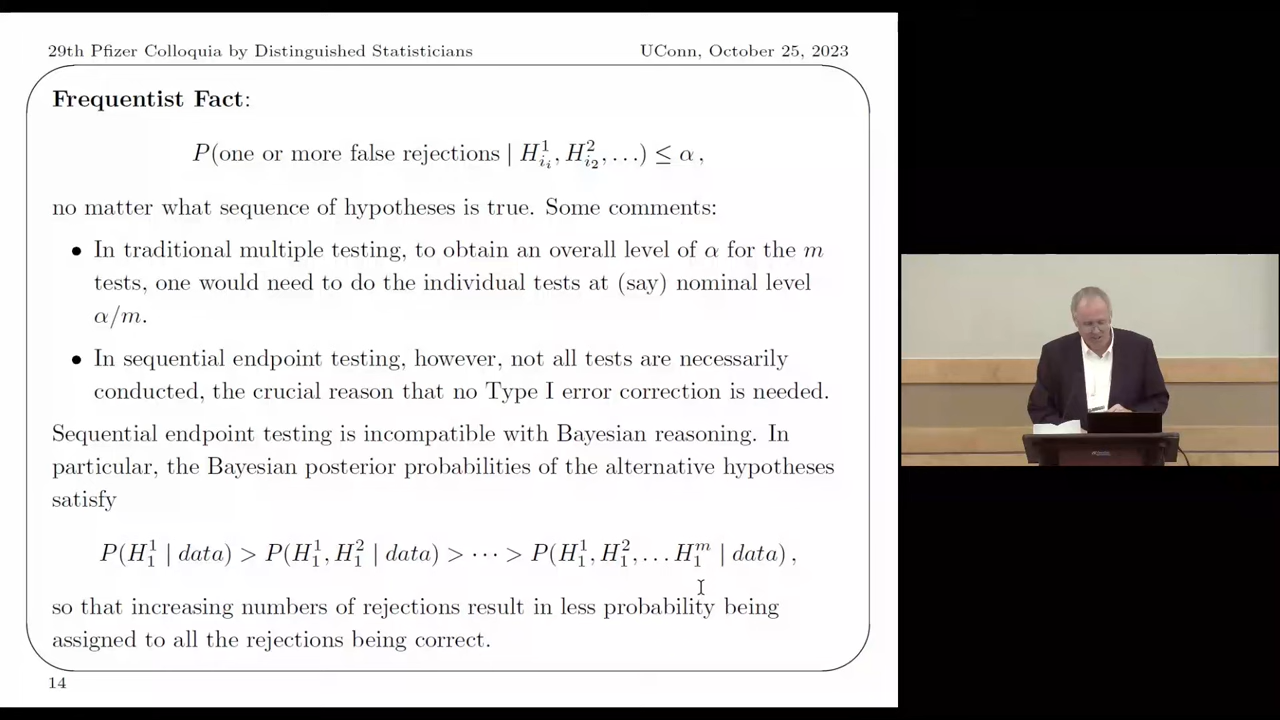 29th Pfizer Colloquia by Distinguished Statisticians UConn, October 25, 2023
Frequentist Fact:
P(one or more false rejections | H^1_{i_i}, H^2_{i_2}, ...) ≤ α,
no matter what sequence of hypotheses is true. Some comments:
• In traditional multiple testing, to obtain an overall level of α for the m
tests, one would need to do the individual tests at (say) nominal level
α/m.
• In sequential endpoint testing, however, not all tests are necessarily
conducted, the crucial reason that no Type I error correction is needed.
Sequential endpoint testing is incompatible with Bayesian reasoning. In
particular, the Bayesian posterior probabilities of the alternative hypotheses
satisfy
P(H^1_1 | data) > P(H^1_1, H^2_1 | data) > ··· > P(H^1_1, H^2_1, ... H^m_1 | data),
so that increasing numbers of rejections result in less probability being
assigned to all the rejections being correct.
14